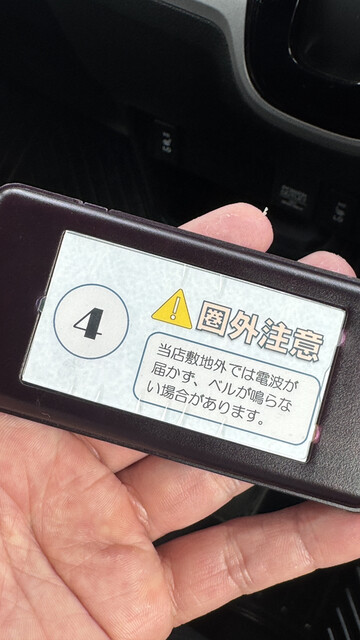 4
⚠圏外注意
当店敷地外では電波が
届かず、ベルが鳴らな
い場合があります。